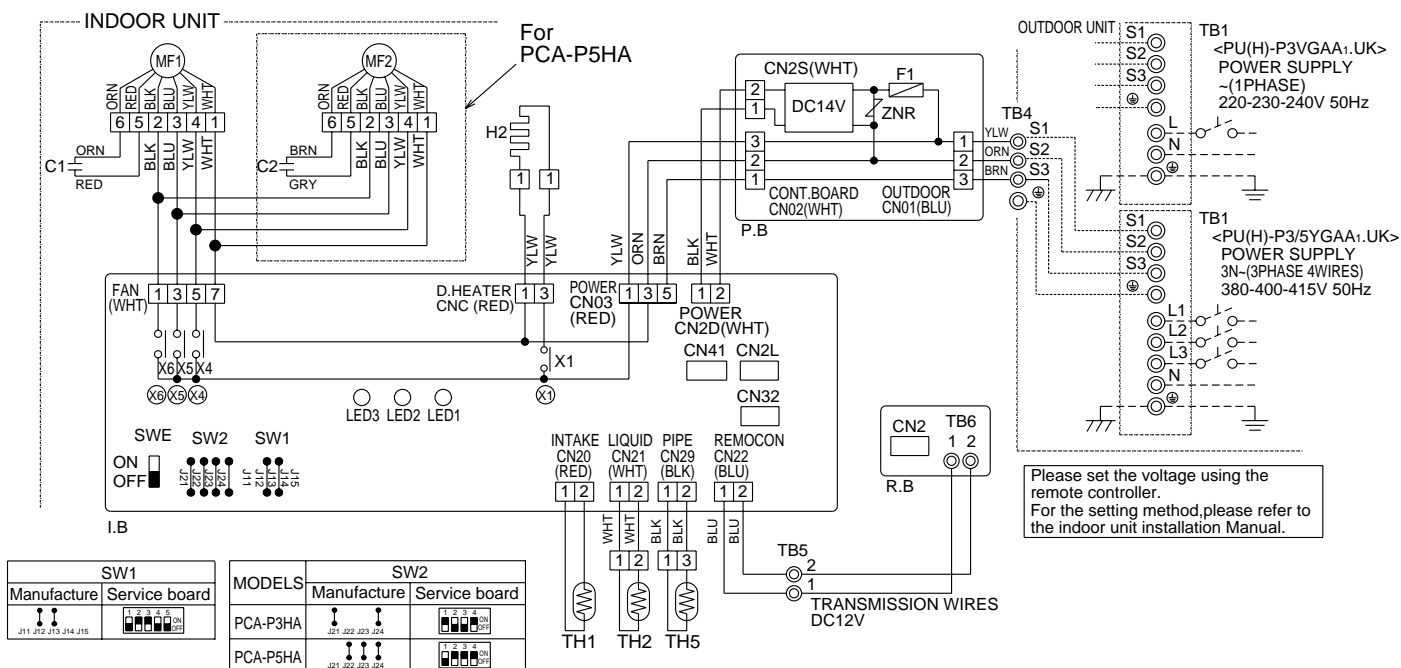 INDOOR UNIT
For
PCA-P5HA
MF1
ORN RED BLK BLU YLW WHT
6 5 2 3 4 1
C1
ORN
RED
BLK BLU YLW WHT
MF2
ORN RED BLK BLU YLW WHT
6 5 2 3 4 1
C2
BRN
GRY
BLK BLU YLW WHT
H2
1 1
YLW YLW
CN2S(WHT)
2
1
DC14V
F1
ZNR
3
2
1
1
2
3
CONT.BOARD
CN02(WHT)
OUTDOOR
CN01(BLU)
P.B
YLW ORN BRN
BLK WHT
TB4
YLW S1
ORN S2
BRN S3
OUTDOOR UNIT
S1
S2
S3
L
N
TB1
<PU(H)-P3VGAA1.UK>
POWER SUPPLY
~(1PHASE)
220-230-240V 50Hz
S1
S2
S3
L1
L2
L3
N
TB1
<PU(H)-P3/5YGAA1.UK>
POWER SUPPLY
3N~(3PHASE 4WIRES)
380-400-415V 50Hz
FAN
(WHT)
1 3 5 7
D.HEATER
CNC (RED)
1 3
POWER
CN03
(RED)
1 3 5
1 2
POWER
CN2D(WHT)
X6 X5 X4
X1
X6 X5 X4
X1
CN41 CN2L
CN32
LED3 LED2 LED1
SWE
ON
OFF
SW2
J21 J22 J23 J24
SW1
J11 J12 J13 J14 J15
I.B
INTAKE
CN20
(RED)
1 2
LIQUID
CN21
(WHT)
1 2
PIPE
CN29
(BLK)
1 2
REMOCON
CN22
(BLU)
1 2
WHT WHT
BLK BLK
BLU BLU
1 2
1 3
TH1
TH2
TH5
TB5
2
1
TRANSMISSION WIRES
DC12V
CN2
TB6
1 2
R.B
Please set the voltage using the
remote controller.
For the setting method,please refer to
the indoor unit installation Manual.
SW1
Manufacture Service board
J11 J12 J13 J14 J15
1 2 3 4 5
ON
OFF
MODELS
SW2
Manufacture Service board
PCA-P3HA
J21 J22 J23 J24
1 2 3 4
ON
OFF
PCA-P5HA
J21 J22 J23 J24
1 2 3 4
ON
OFF